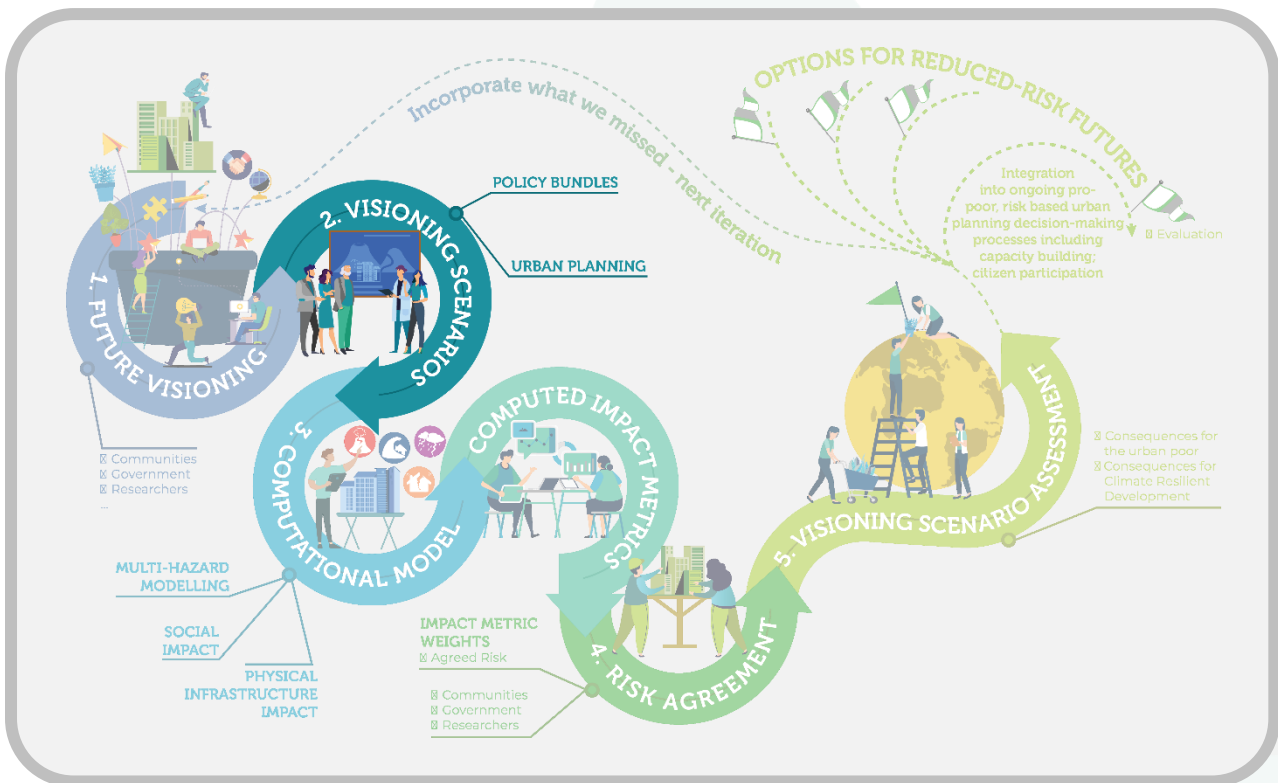 OPTIONS FOR REDUCED-RISK FUTURES
Incorporate what we missed - next iteration
Integration
into ongoing pro-
poor, risk based urban
planning decision-making
processes including
capacity building;
citizen participation
Evaluation
1. FUTURE VISIONING
Communities
Government
Researchers
...
2. VISIONING SCENARIOS
POLICY BUNDLES
URBAN PLANNING
3. COMPUTATIONAL MODEL
MULTI-HAZARD
MODELLING
SOCIAL
IMPACT
PHYSICAL
INFRASTRUCTURE
IMPACT
COMPUTED IMPACT METRICS
4. RISK AGREEMENT
IMPACT METRIC
WEIGHTS
Agreed Risk
Communities
Government
Researchers
5. VISIONING SCENARIO ASSESSMENT
Consequences for
the urban poor
Consequences for
Climate Resilient
Development